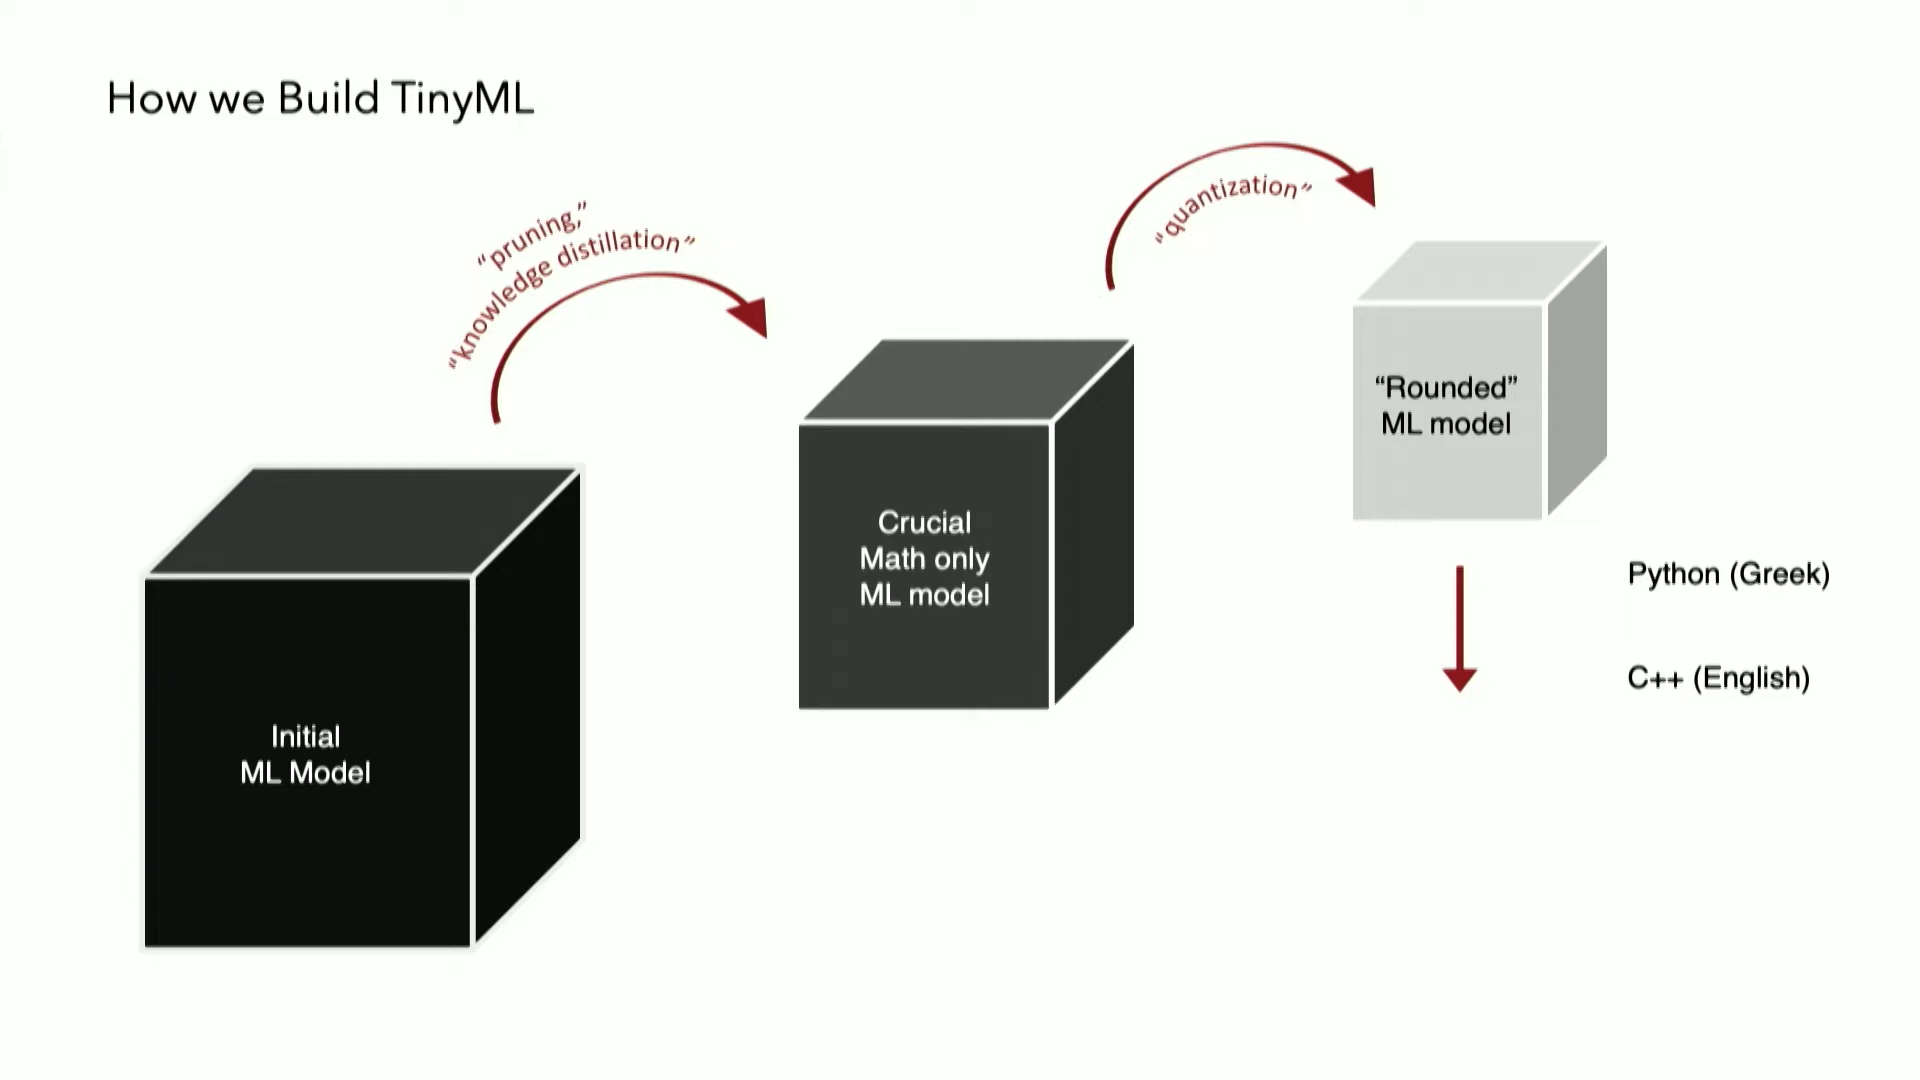 How we Build TinyML
“pruning,”
“knowledge distillation”
“quantization”
Initial
ML Model
Crucial
Math only
ML model
“Rounded”
ML model
Python (Greek)
C++ (English)